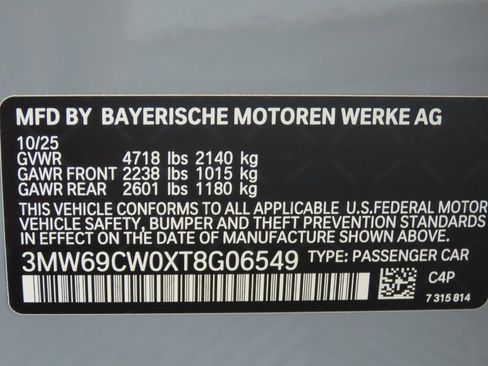 MFD BY BAYERISCHE MOTOREN WERKE AG
10/25
GVWR 4718 lbs 2140 kg
GAWR FRONT 2238 lbs 1015 kg
GAWR REAR 2601 lbs 1180 kg
THIS VEHICLE CONFORMS TO ALL APPLICABLE U.S.FEDERAL MOTOR
VEHICLE SAFETY, BUMPER AND THEFT PREVENTION STANDARDS
IN EFFECT ON THE DATE OF MANUFACTURE SHOWN ABOVE.
3MW69CW0XT8G06549 TYPE: PASSENGER CAR
C4P
7 315 814